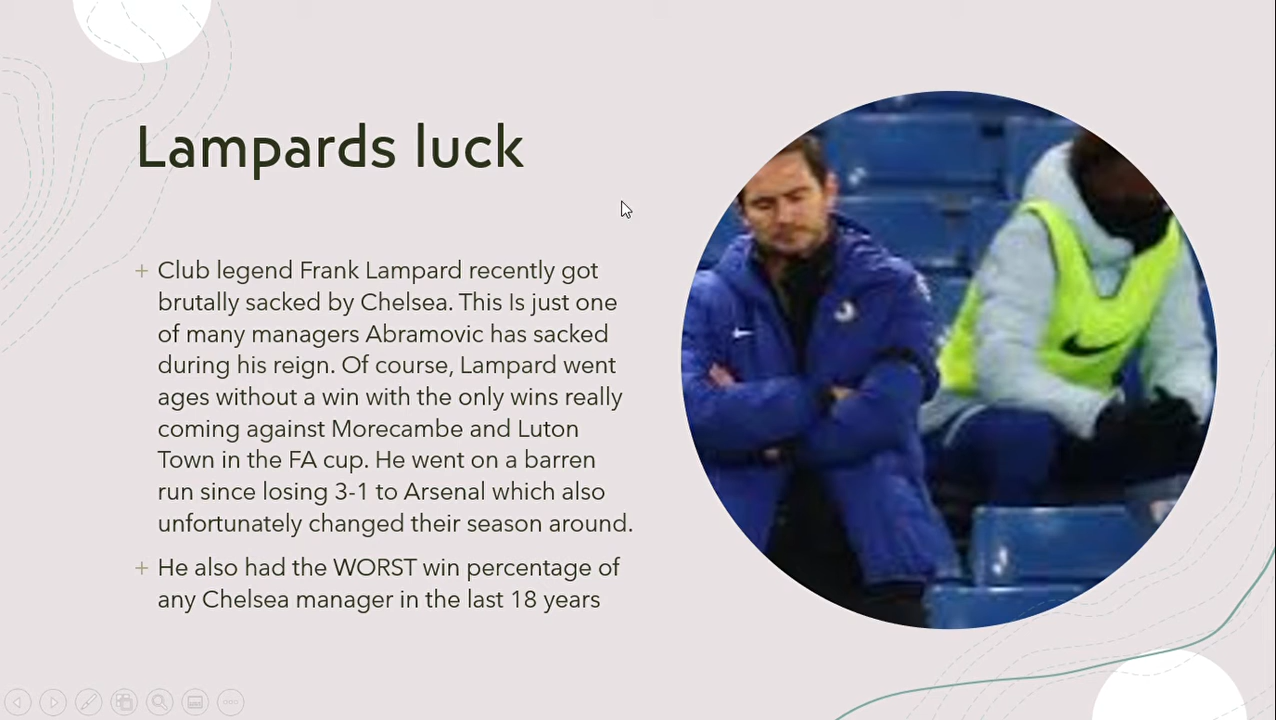 Lampards luck
+ Club legend Frank Lampard recently got
brutally sacked by Chelsea. This Is just one
of many managers Abramovic has sacked
during his reign. Of course, Lampard went
ages without a win with the only wins really
coming against Morecambe and Luton
Town in the FA cup. He went on a barren
run since losing 3-1 to Arsenal which also
unfortunately changed their season around.
+ He also had the WORST win percentage of
any Chelsea manager in the last 18 years